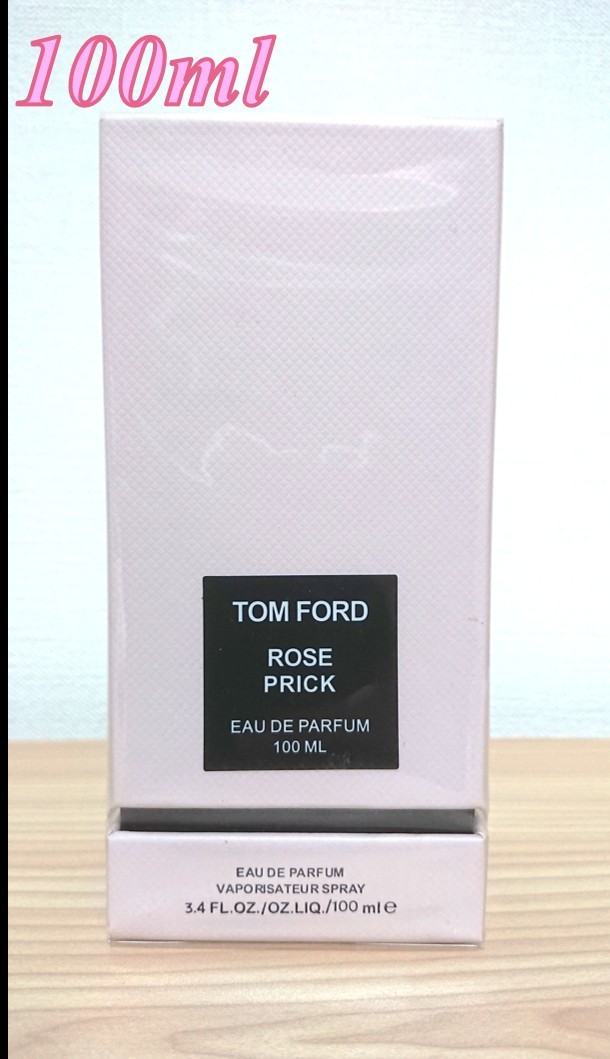 100ml
TOM FORD
ROSE
PRICK
EAU DE PARFUM
100 ML
EAU DE PARFUM
VAPORISATEUR SPRAY
3.4 FL.OZ./OZ.LIQ./100 ml ℮